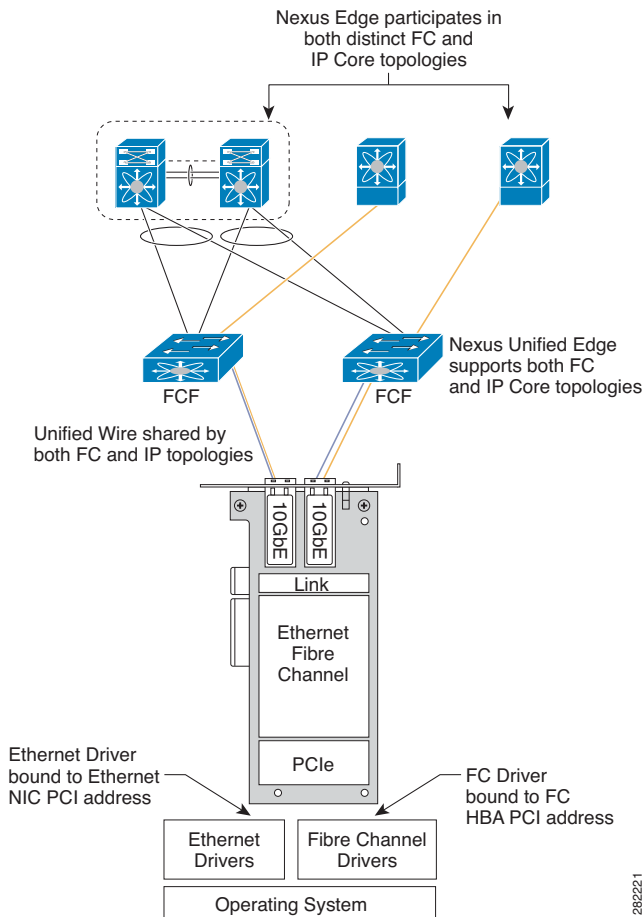 Nexus Edge participates in
both distinct FC and
IP Core topologies
Nexus Unified Edge
supports both FC
and IP Core topologies
FCF
FCF
Unified Wire shared by
both FC and IP topologies
10GbE
10GbE
Link
Ethernet
Fibre
Channel
PCIe
Ethernet Driver
bound to Ethernet
NIC PCI address
FC Driver
bound to FC
HBA PCI address
Ethernet
Drivers
Fibre Channel
Drivers
Operating System
282221